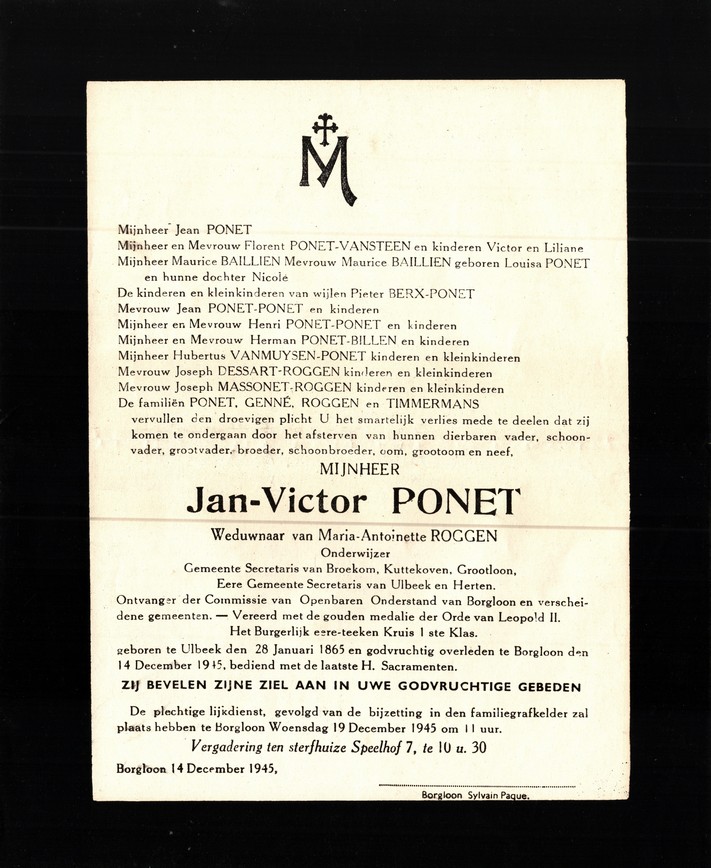 M
Mijnheer Jean PONET
Mijnheer en Mevrouw Florent PONET-VANSTEEN en kinderen Victor en Liliane
Mijnheer Maurice BAILLIEN Mevrouw Maurice BAILLIEN geboren Louisa PONET
en hunne dochter Nicole
De kinderen en kleinkinderen van wijlen Pieter BERX-PONET
Mevrouw Jean PONET-PONET en kinderen
Mijnheer en Mevrouw Henri PONET-PONET en kinderen
Mijnheer en Mevrouw Herman PONET-BILLEN en kinderen
Mijnheer Hubertus VANMUYSEN-PONET kinderen en kleinkinderen
Mevrouw Joseph DESSART-ROGGEN kinderen en kleinkinderen
Mevrouw Joseph MASSONET-ROGGEN kinderen en kleinkinderen
De familiën PONET, GENNÉ, ROGGEN en TIMMERMANS
vervullen den droevigen plicht U het smartelijk verlies mede te deelen dat zij
komen te ondergaan door het afsterven van hunnen dierbaren vader, schoon-
vader, grootvader, broeder, schoonbroeder, oom, grootoom en neef,
MIJNHEER
Jan-Victor PONET
Weduwnaar van Maria-Antoinette ROGGEN
Onderwijzer
Gemeente Secretaris van Broekom, Kuttekoven, Grootloon,
Eere Gemeente Secretaris van Ulbeek en Herten.
Ontvanger der Commissie van Openbaren Onderstand van Borgloon en verschei-
dene gemeenten. — Vereerd met de gouden medalie der Orde van Leopold II.
Het Burgerlijk eere-teeken Kruis 1 ste Klas.
geboren te Ulbeek den 28 Januari 1865 en godvruchtig overleden te Borgloon den
14 December 1945, bediend met de laatste H. Sacramenten.
ZIJ BEVELEN ZIJNE ZIEL AAN IN UWE GODVRUCHTIGE GEBEDEN
De plechtige lijkdienst, gevolgd van de bijzetting in den familiegrafkelder zal
plaats hebben te Borgloon Woensdag 19 December 1945 om 11 uur.
Vergadering ten sterfhuize Speelhof 7, te 10 u. 30
Borgloon 14 December 1945,
Borgloon Sylvain Paque.